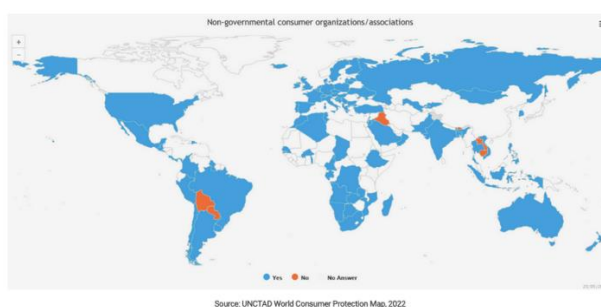 Non-governmental consumer organizations/associations
+
−
Yes No No Answer
Source: UNCTAD World Consumer Protection Map, 2022